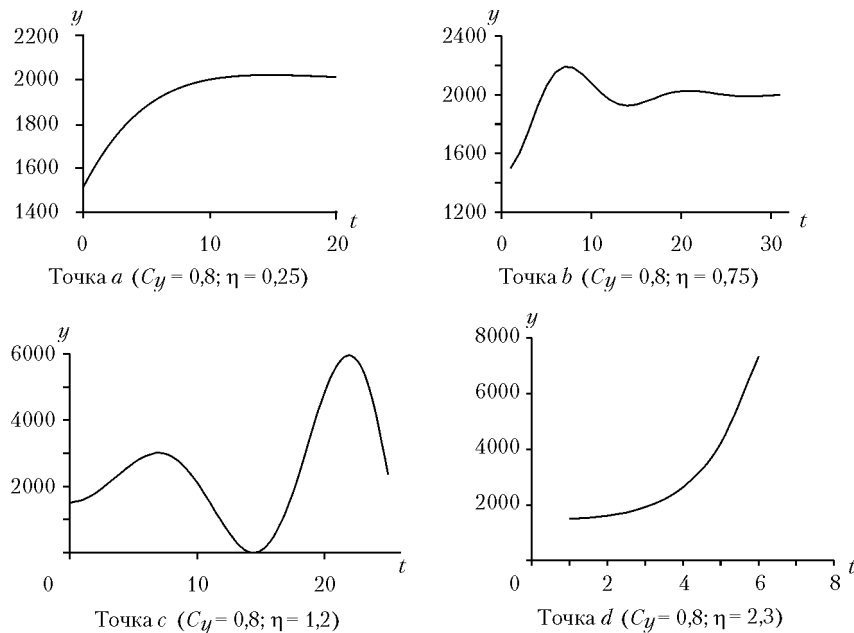 y
2200
2000
1800
1600
1400
0
10
20
t
Точка a (Cy = 0,8; η = 0,25)
y
2400
2000
1600
1200
0
10
20
30
t
Точка b (Cy = 0,8; η = 0,75)
y
6000
4000
2000
0
10
20
t
Точка c (Cy = 0,8; η = 1,2)
y
8000
6000
4000
2000
0
2
4
6
8
t
Точка d (Cy = 0,8; η = 2,3)